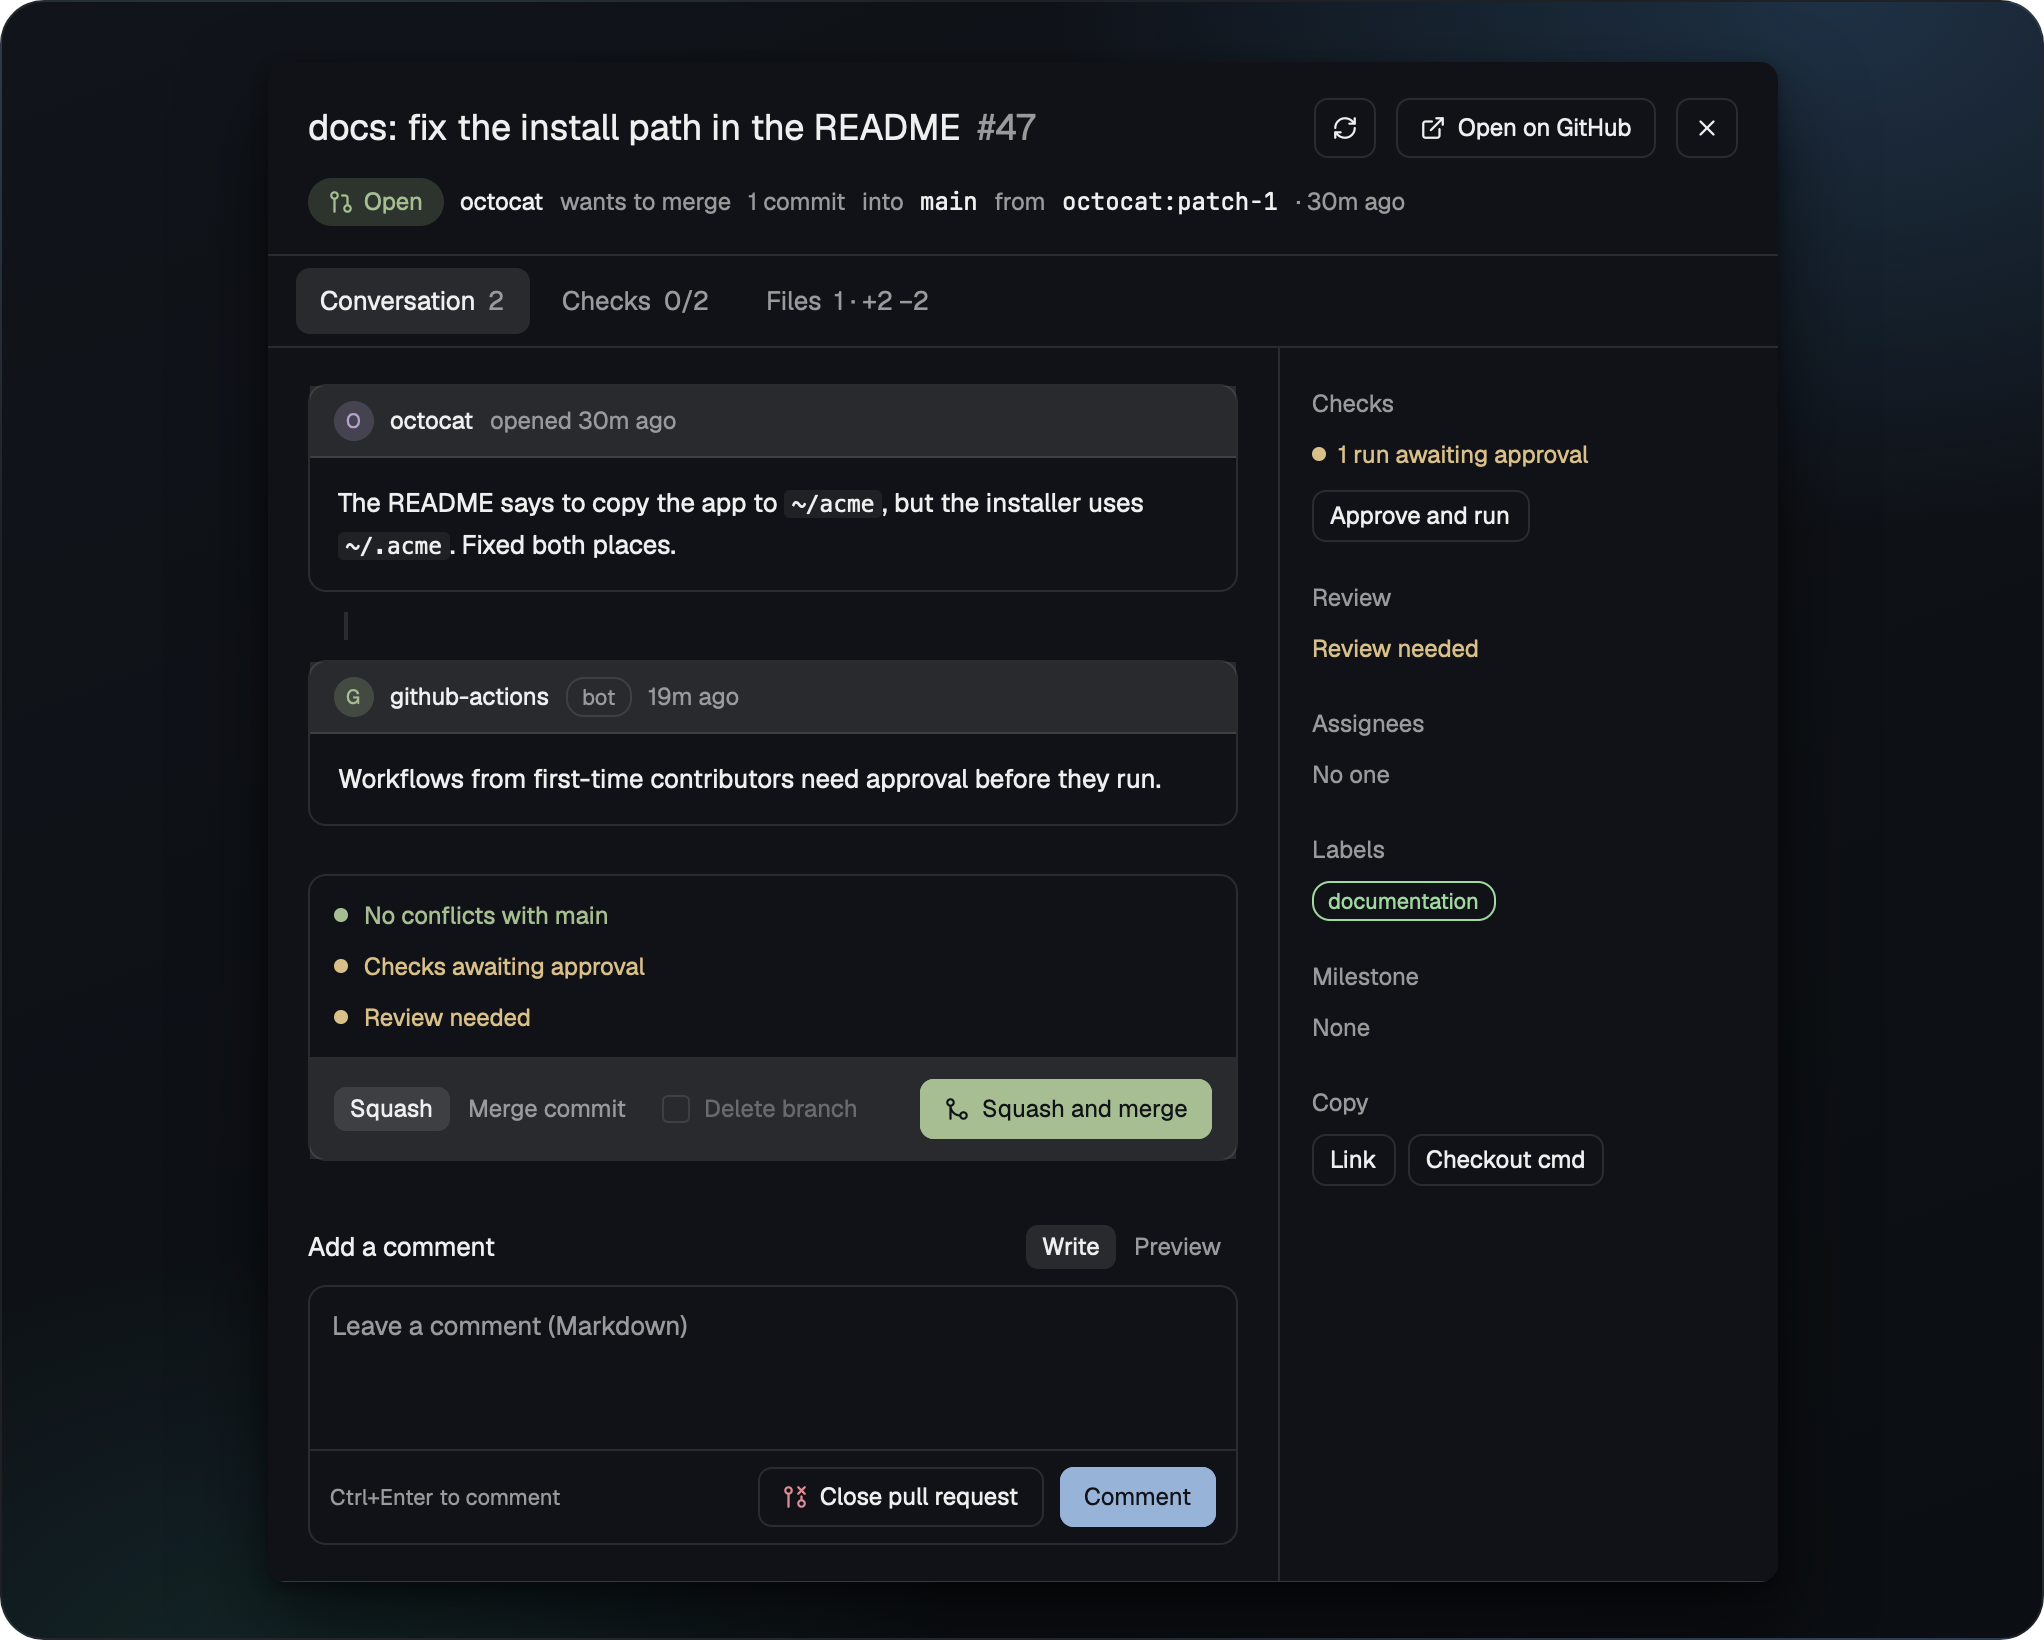 docs: fix the install path in the README #47
Open on GitHub
Open octocat wants to merge 1 commit into main from octocat:patch-1 · 30m ago
Conversation 2
Checks 0/2
Files 1 · +2 −2
O octocat opened 30m ago
The README says to copy the app to ~/acme, but the installer uses
~/.acme. Fixed both places.
G github-actions bot 19m ago
Workflows from first-time contributors need approval before they run.
No conflicts with main
Checks awaiting approval
Review needed
Squash
Merge commit
Delete branch
Squash and merge
Add a comment
Write
Preview
Leave a comment (Markdown)
Ctrl+Enter to comment
Close pull request
Comment
Checks
1 run awaiting approval
Approve and run
Review
Review needed
Assignees
No one
Labels
documentation
Milestone
None
Copy
Link
Checkout cmd